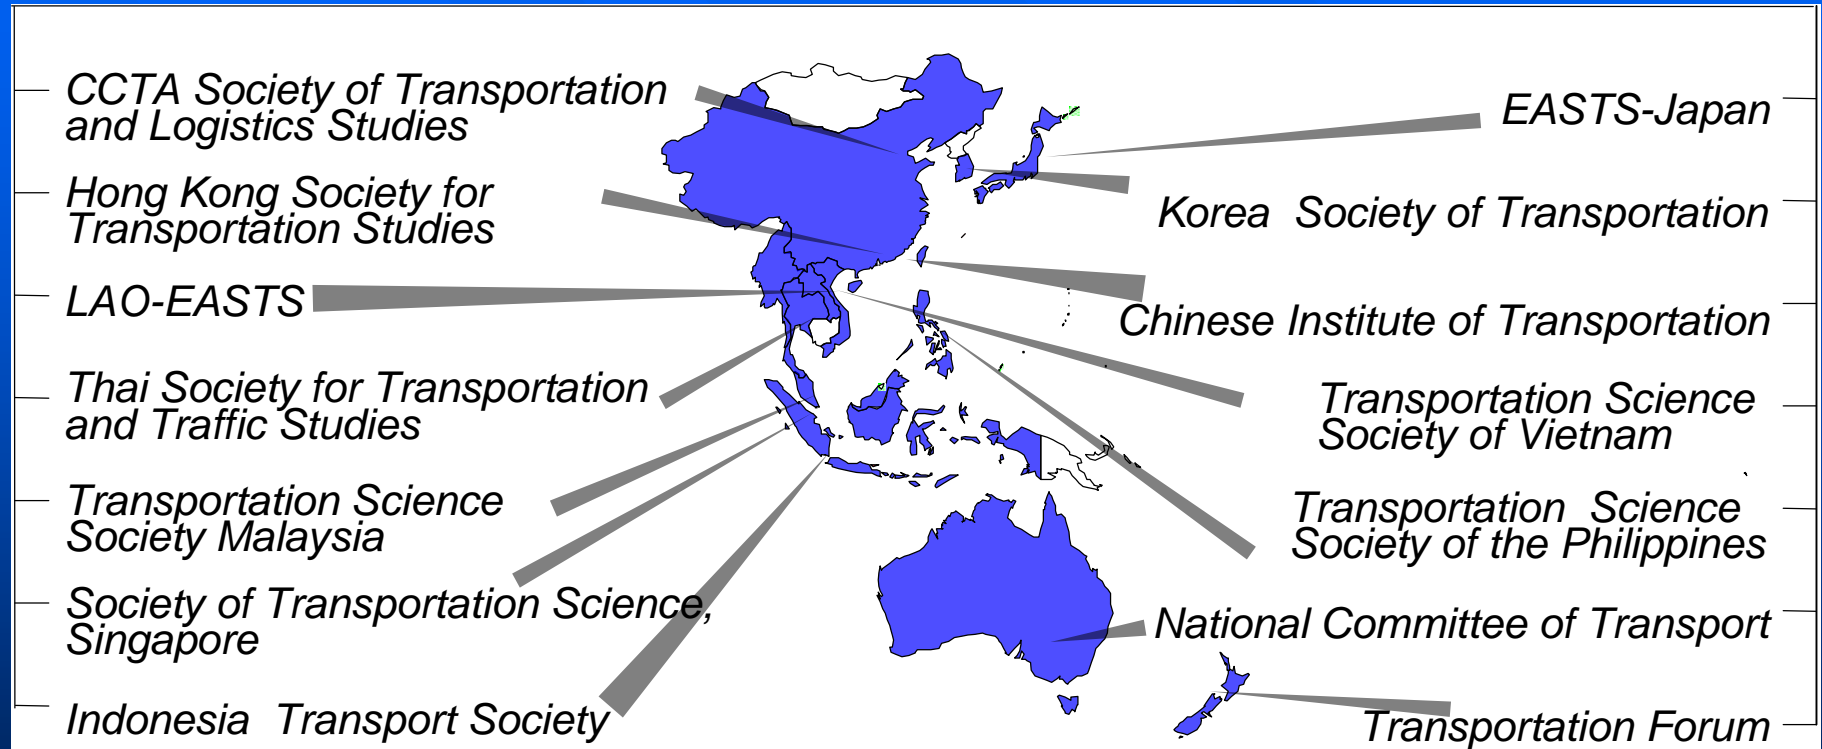 CCTA Society of Transportation
and Logistics Studies
Hong Kong Society for
Transportation Studies
LAO-EASTS
Thai Society for Transportation
and Traffic Studies
Transportation Science
Society Malaysia
Society of Transportation Science,
Singapore
Indonesia Transport Society
EASTS-Japan
Korea Society of Transportation
Chinese Institute of Transportation
Transportation Science
Society of Vietnam
Transportation Science
Society of the Philippines
National Committee of Transport
Transportation Forum